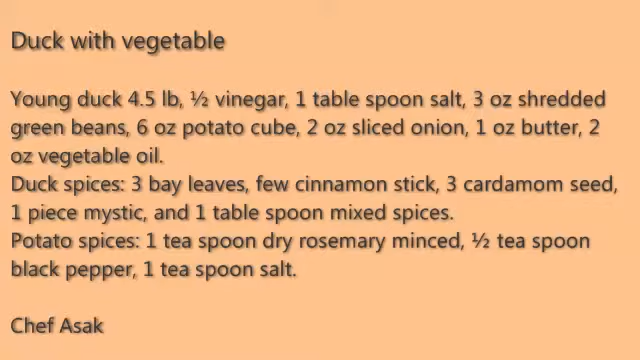 Duck with vegetable
Young duck 4.5 lb, ½ vinegar, 1 table spoon salt, 3 oz shredded
green beans, 6 oz potato cube, 2 oz sliced onion, 1 oz butter, 2
oz vegetable oil.
Duck spices: 3 bay leaves, few cinnamon stick, 3 cardamom seed,
1 piece mystic, and 1 table spoon mixed spices.
Potato spices: 1 tea spoon dry rosemary minced, ½ tea spoon
black pepper, 1 tea spoon salt.
Chef Asak